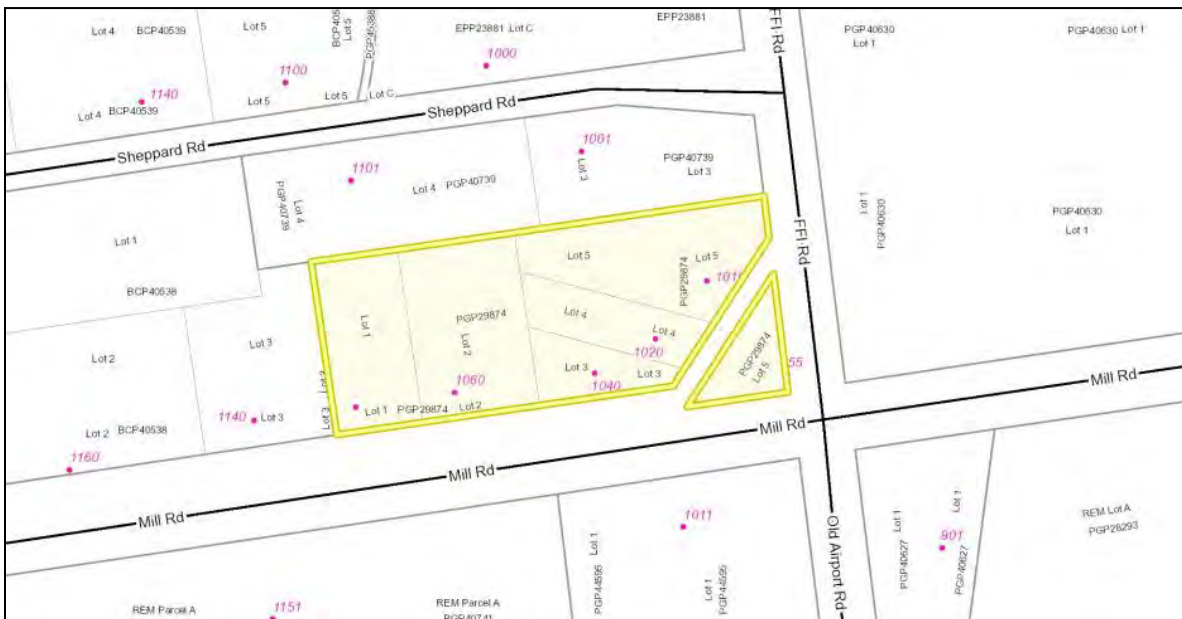 Lot 4 BCP40539
Lot 5
Lot 5
EPP23881 Lot C
EPP23881
FFI Rd
PGP40630
Lot 1
PGP40630 Lot 1
1140
Lot 4 BCP40539
1100
Lot 5
Lot 5
Lot C
1000
Sheppard Rd
Sheppard Rd
1101
PGP40739
Lot 4
Lot 4 PGP40739
1001
Lot 3
PGP40739
Lot 3
Lot 1
BCP40538
Lot 1
PGP40630
PGP40630
Lot 1
FFI Rd
Lot 5
Lot 5
PGP29874
Lot 1
PGP29874
Lot 2
Lot 4
Lot 4
1020
PGP29874
Lot 5
55
Lot 2
Lot 3
Lot 2
Lot 3
1140
Lot 3
Lot 1 PGP29874 Lot 2
1060
Lot 3
1040
Lot 3
Mill Rd
Mill Rd
Lot 2 BCP40538
1160
Mill Rd
Mill Rd
1011
PGP44595 Lot 1
Lot 1
PGP44595
Old Airport Rd
PGP40627 Lot 1
Lot 1
PGP40627
901
REM Lot A
PGP28293
REM Parcel A
1151
REM Parcel A
PGP40741